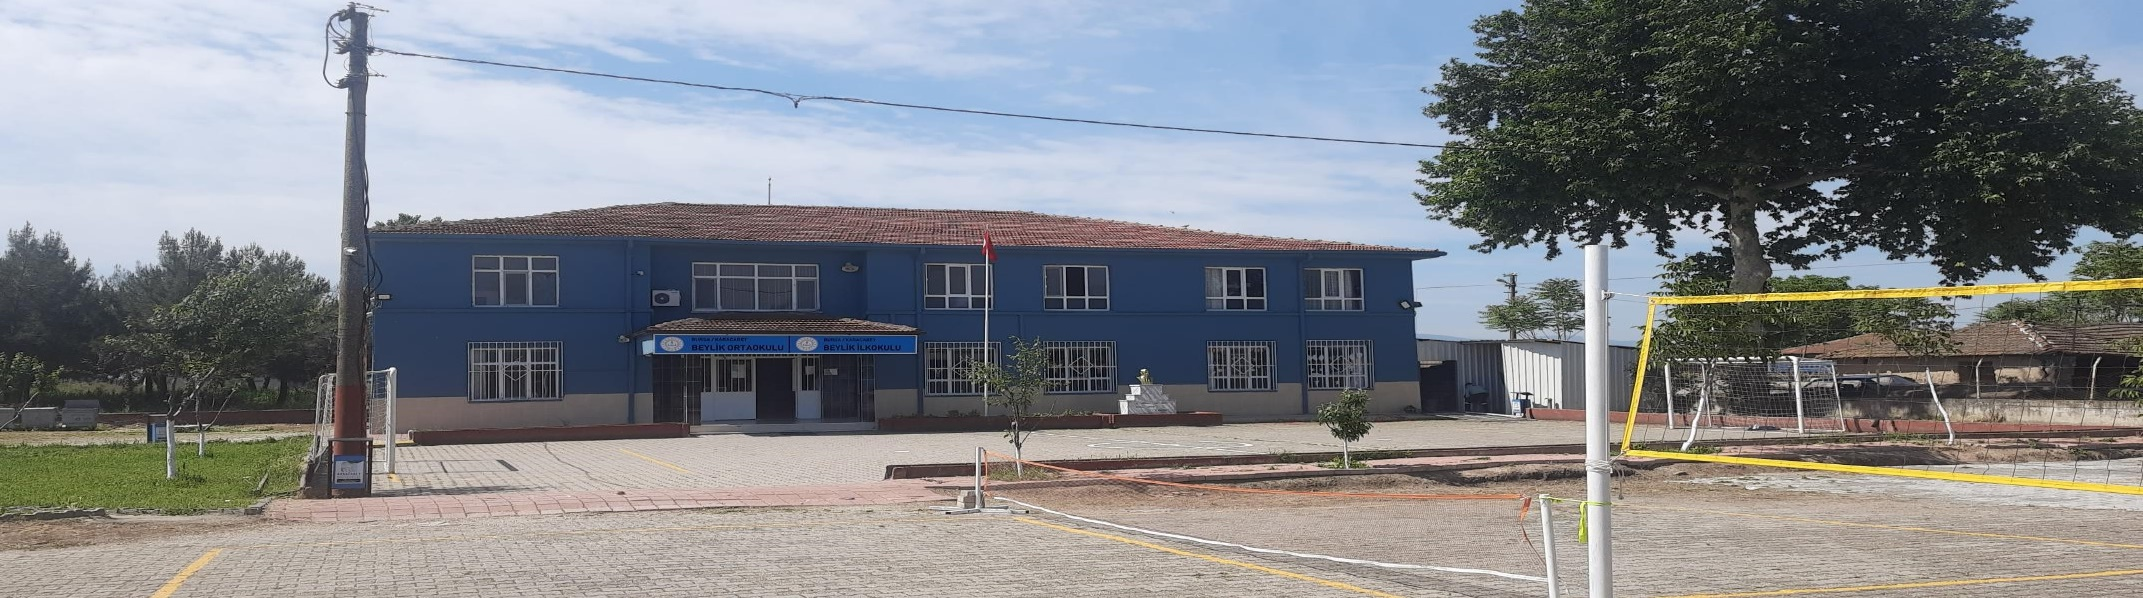 BURSA / KARACABEY
BEYLİK ORTAOKULU
BURSA / KARACABEY
BEYLİK İLKOKULU